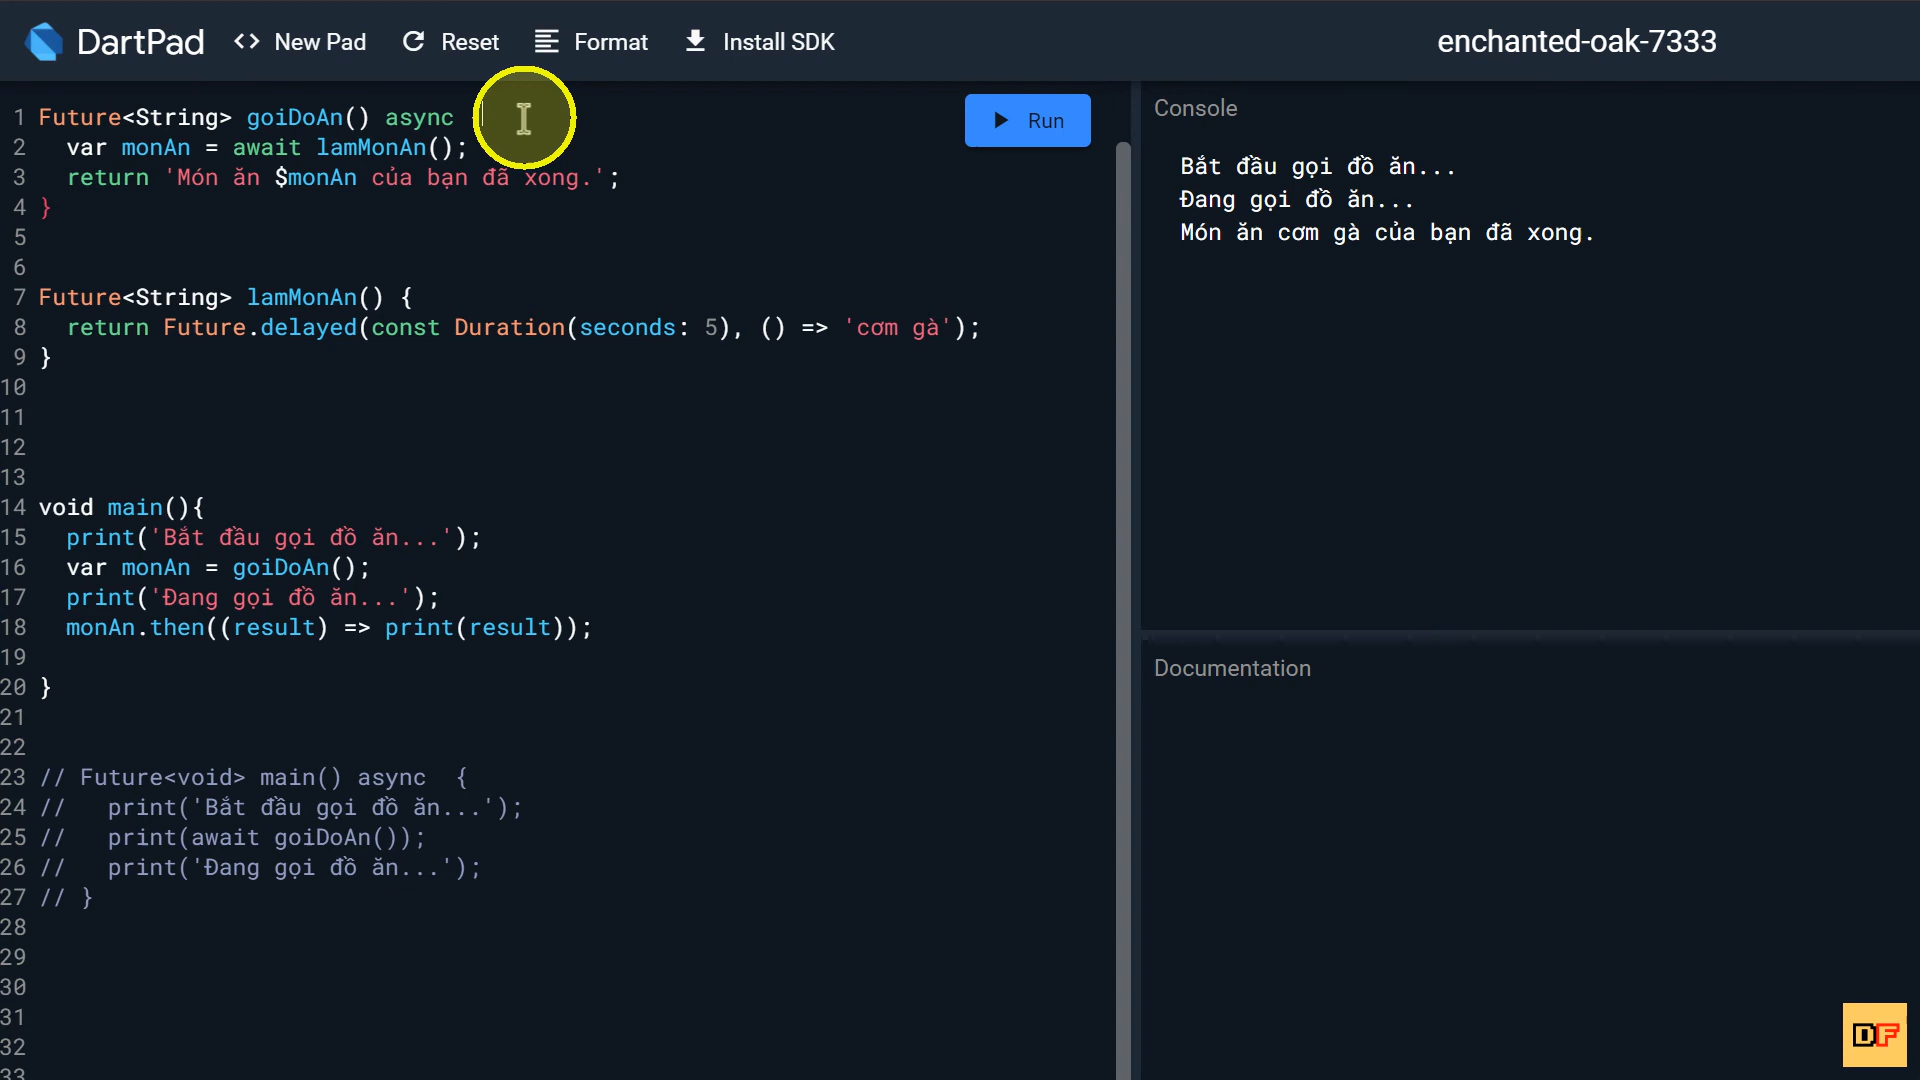 DartPad
New Pad
Reset
Format
Install SDK
enchanted-oak-7333
1 Future<String> goiDoAn() async
2 var monAn = await lamMonAn();
3 return 'Món ăn $monAn của bạn đã xong.';
4 }
5
6
7 Future<String> lamMonAn() {
8 return Future.delayed(const Duration(seconds: 5), () => 'cơm gà');
9 }
10
11
12
13
14 void main(){
15 print('Bắt đầu gọi đồ ăn...');
16 var monAn = goiDoAn();
17 print('Đang gọi đồ ăn...');
18 monAn.then((result) => print(result));
19
20 }
21
22
23 // Future<void> main() async  {
24 // print('Bắt đầu gọi đồ ăn...');
25 // print(await goiDoAn());
26 // print('Đang gọi đồ ăn...');
27 // }
28
29
30
31
32
33
Run
Console
Bắt đầu gọi đồ ăn...
Đang gọi đồ ăn...
Món ăn cơm gà của bạn đã xong.
Documentation
DF